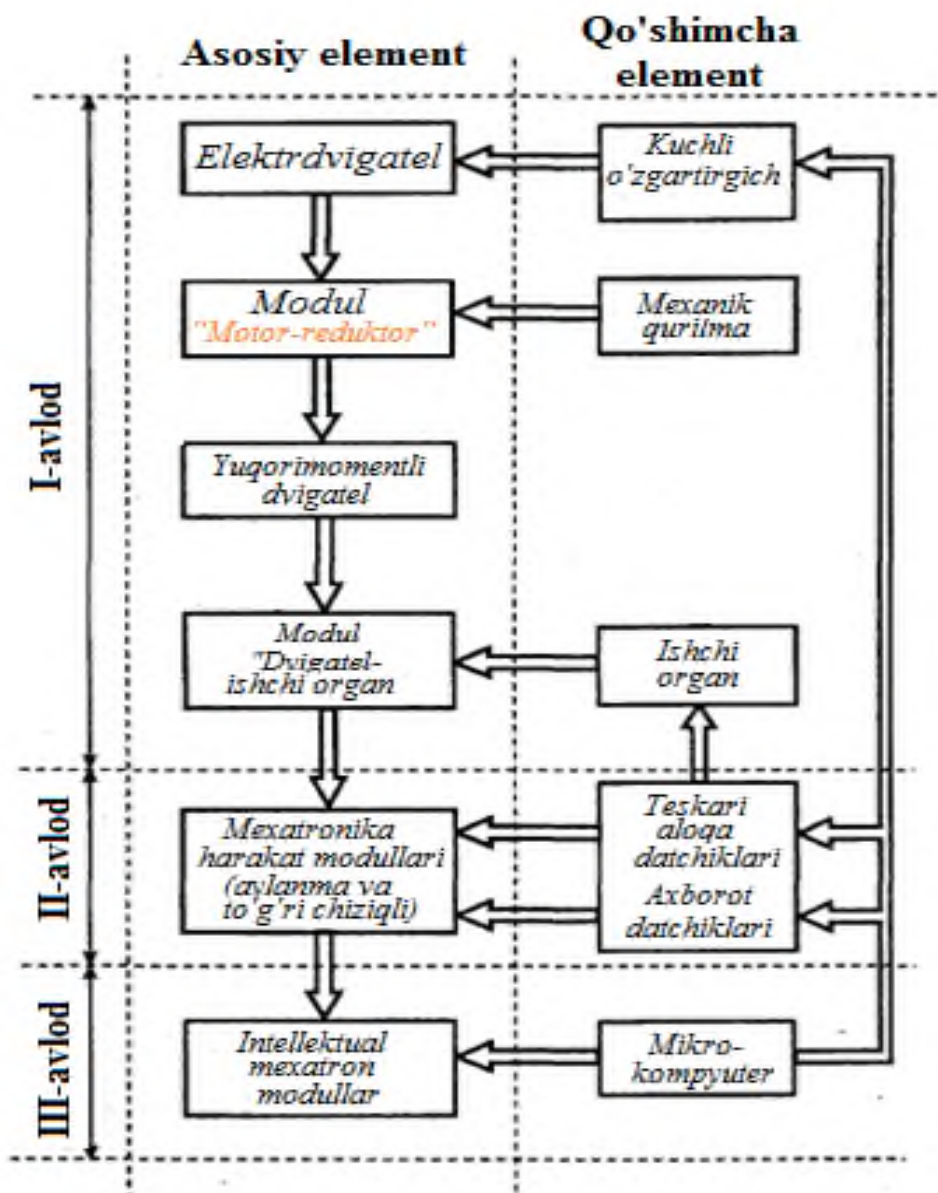 Asosiy element
Qo'shimcha
element
I-avlod
Elektrdvigatel
Kuchli
o'zgartirgich
Modul
"Motor-reduktor"
Mexanik
qurilma
Yuqorimomentli
dvigatel
Modul
"Dvigatel-
ishchi organ
Ishchi
organ
II-avlod
Mexatronika
harakat modullari
(aylanma va
to'g'ri chiziqli)
Teskari
aloqa
datchiklari
Axborot
datchiklari
III-avlod
Intellektual
mexatron
modullar
Mikro-
kompyuter